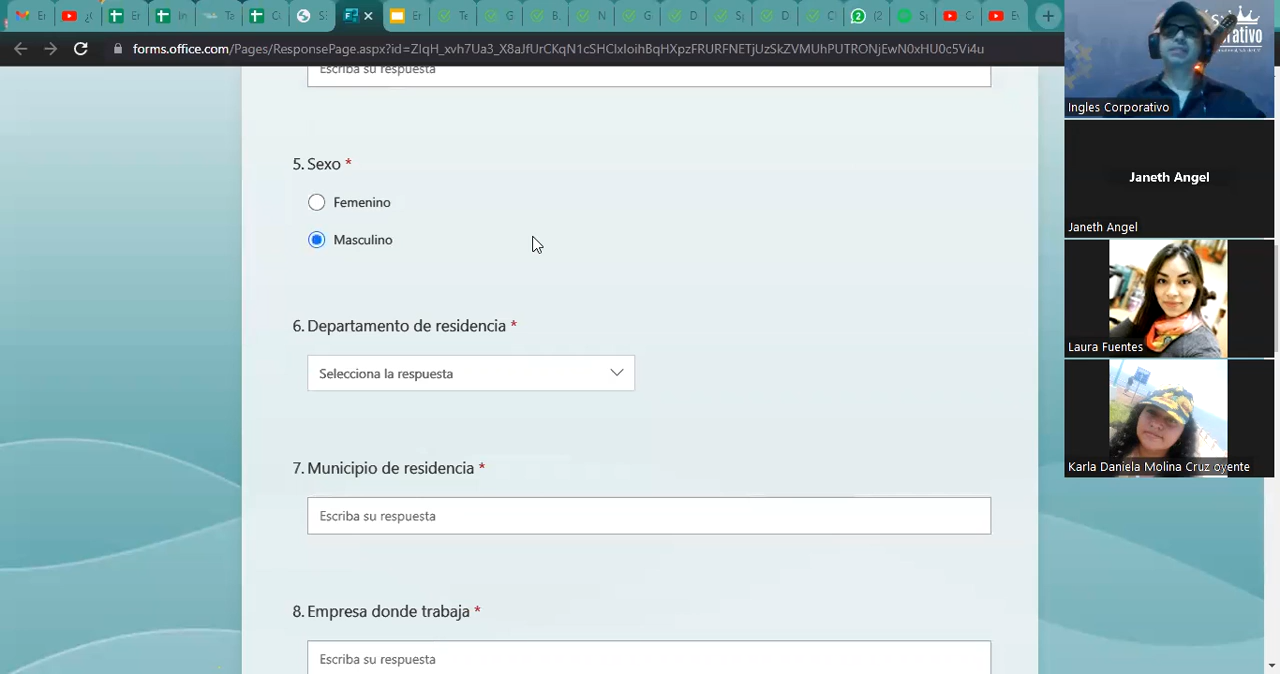 forms.office.com/Pages/ResponsePage.aspx?id=ZIqH_xvh7Ua3_X8aJfUrCKqN1cSHCIxIoihBqHXpzFRURFNETjUzSkZVMUhPUTRONjEwN0xHU0c5Vi4u
Escriba su respuesta
5. Sexo *
Femenino
Masculino
6. Departamento de residencia *
Selecciona la respuesta
7. Municipio de residencia *
Escriba su respuesta
8. Empresa donde trabaja *
Escriba su respuesta
Ingles Corporativo
Janeth Angel
Janeth Angel
Laura Fuentes
Karla Daniela Molina Cruz oyente